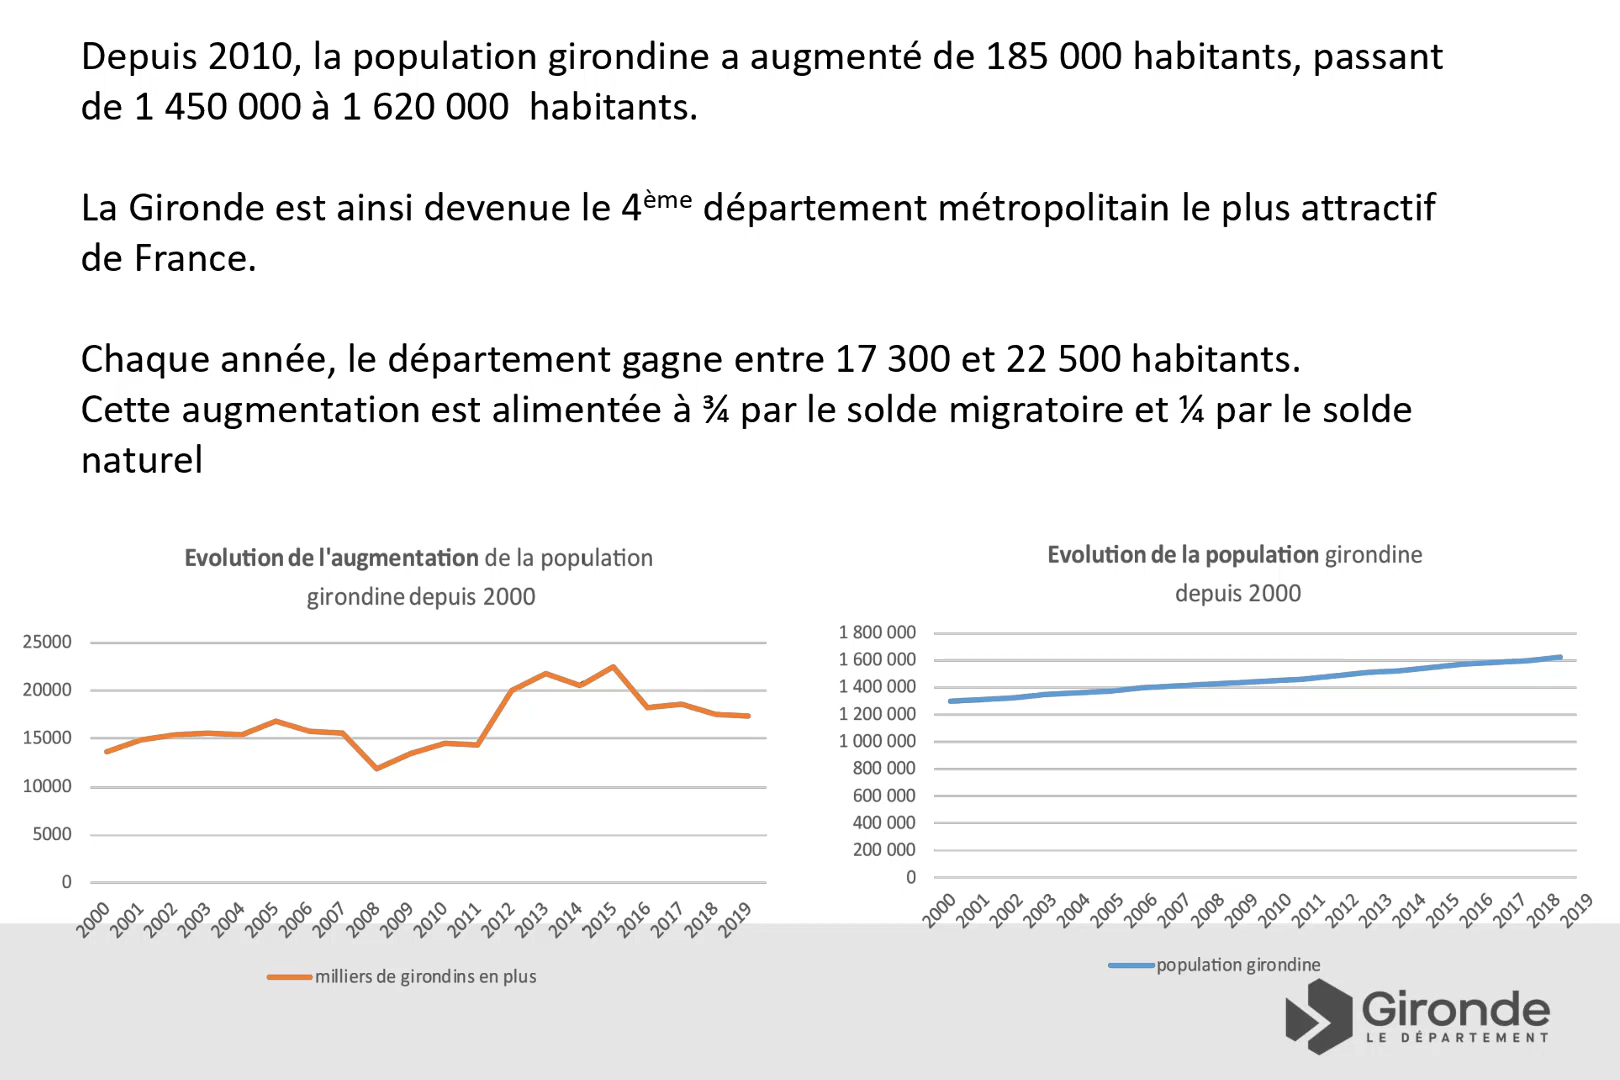 Depuis 2010, la population girondine a augmenté de 185 000 habitants, passant
de 1 450 000 à 1 620 000  habitants.
La Gironde est ainsi devenue le 4ème département métropolitain le plus attractif
de France.
Chaque année, le département gagne entre 17 300 et 22 500 habitants.
Cette augmentation est alimentée à ¾ par le solde migratoire et ¼ par le solde
naturel
Evolution de l'augmentation de la population
girondine depuis 2000
25000
20000
15000
10000
5000
0
2000 2001 2002 2003 2004 2005 2006 2007 2008 2009 2010 2011 2012 2013 2014 2015 2016 2017 2018 2019
milliers de girondins en plus
Evolution de la population girondine
depuis 2000
1 800 000
1 600 000
1 400 000
1 200 000
1 000 000
800 000
600 000
400 000
200 000
0
2000 2001 2002 2003 2004 2005 2006 2007 2008 2009 2010 2011 2012 2013 2014 2015 2016 2017 2018 2019
population girondine
Gironde
LE DÉPARTEMENT